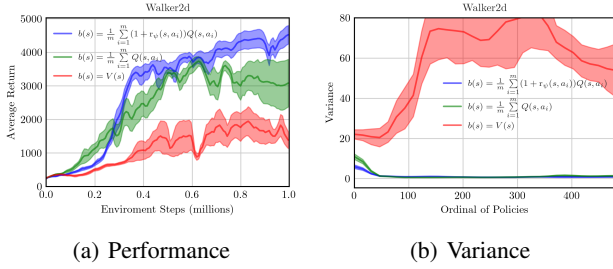 Walker2d
5000
4000
3000
2000
1000
0
Average Return
b(s) = 1/m ∑_{i=1}^{m} (1 + r_ψ(s, a_i))Q(s, a_i)
b(s) = 1/m ∑_{i=1}^{m} Q(s, a_i)
b(s) = V(s)
0.0 0.2 0.4 0.6 0.8 1.0
Enviroment Steps (millions)
(a) Performance
Walker2d
80
60
40
20
0
Variance
b(s) = 1/m ∑_{i=1}^{m} (1 + r_ψ(s, a_i))Q(s, a_i)
b(s) = 1/m ∑_{i=1}^{m} Q(s, a_i)
b(s) = V(s)
0 100 200 300 400
Ordinal of Policies
(b) Variance